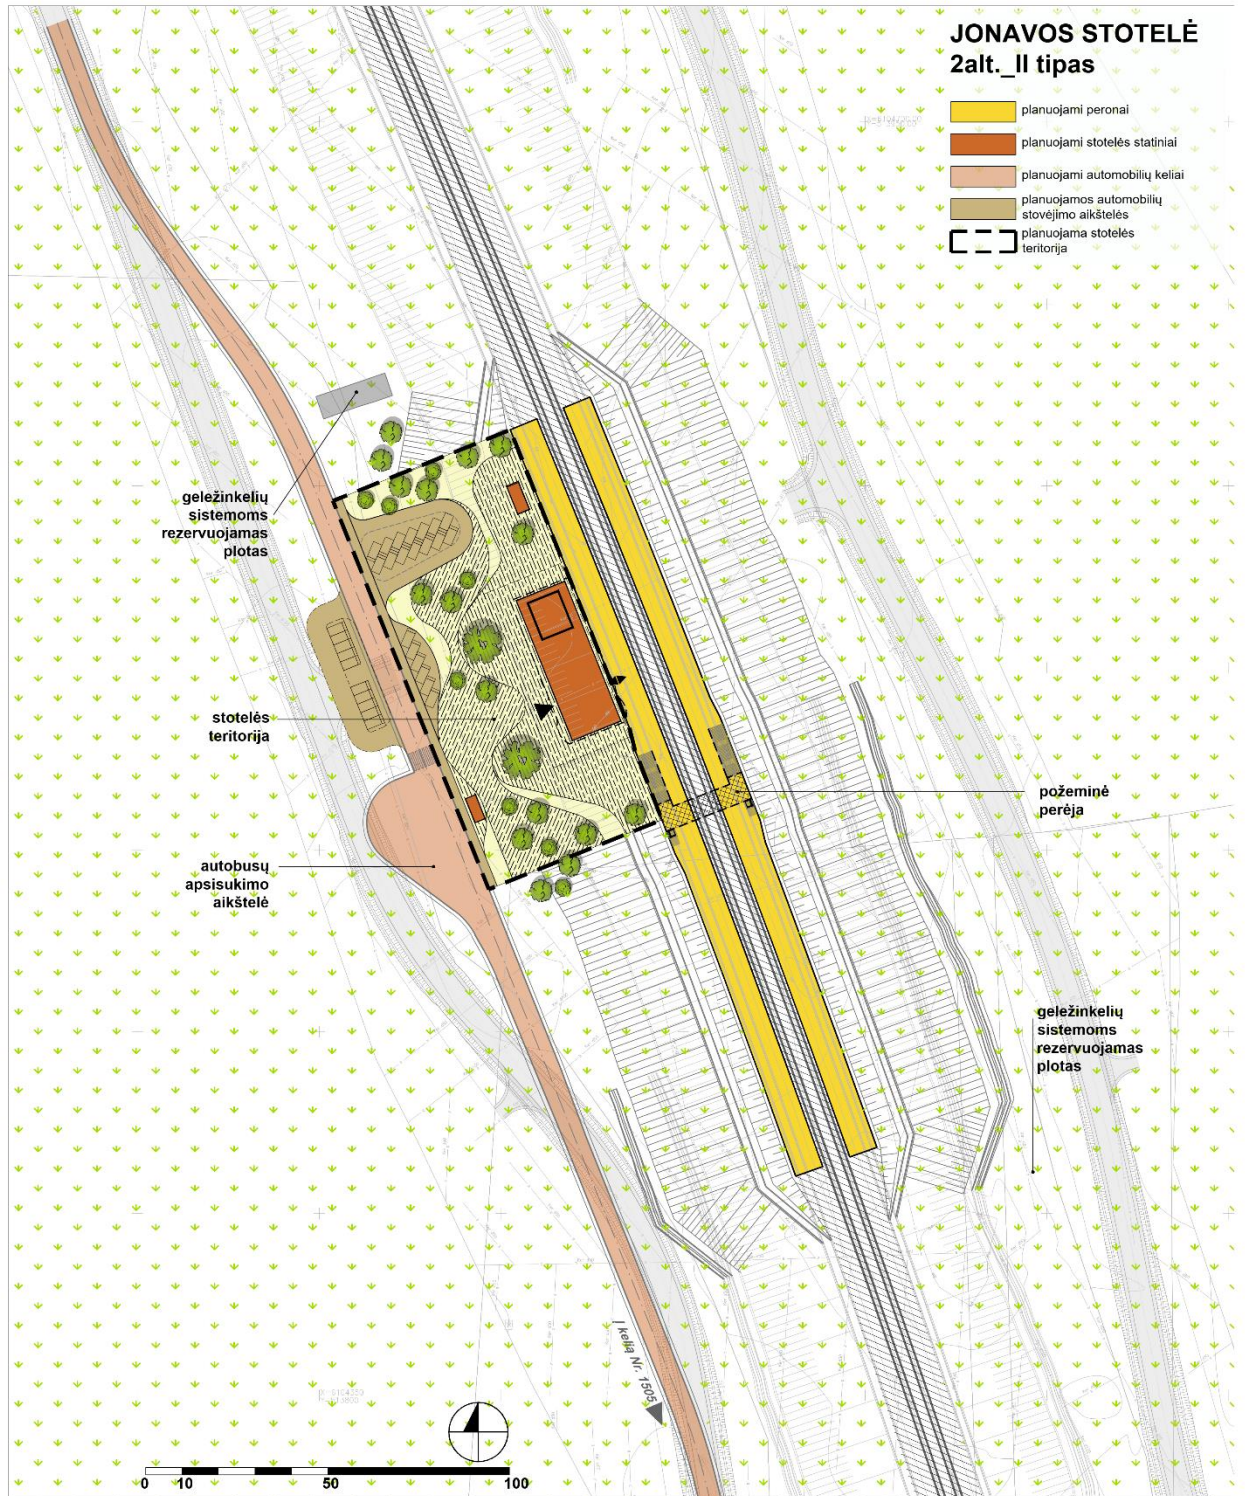 JONAVOS STOTELĖ
2alt._II tipas
planuojami peronai
planuojami stotelės statiniai
planuojami automobilių keliai
planuojamos automobilių
stovėjimo aikštelės
planuojama stotelės
teritorija
geležinkelių
sistemoms
rezervuojamas
plotas
stotelės
teritorija
autobusų
apsisukimo
aikštelė
požeminė
perėja
geležinkelių
sistemoms
rezervuojamas
plotas
Į kelią Nr. 1505
0 10 50 100